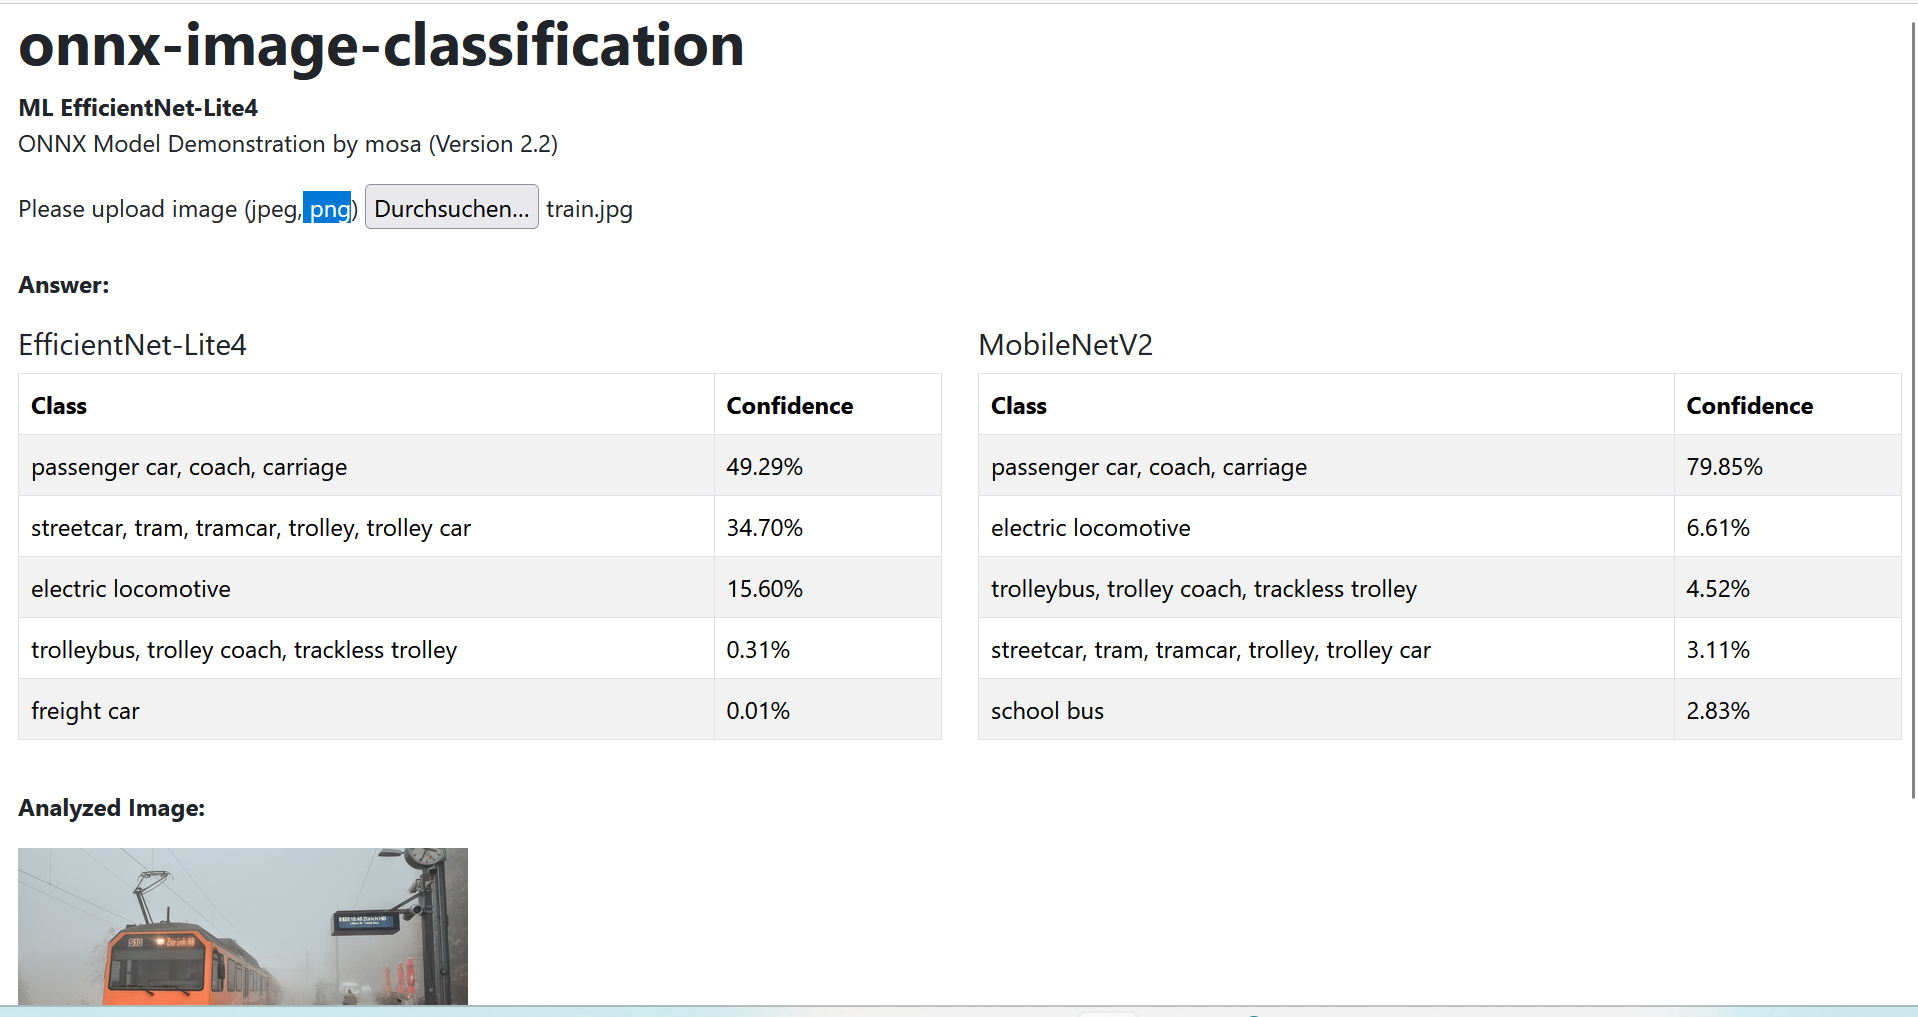 onnx-image-classification
ML EfficientNet-Lite4
ONNX Model Demonstration by mosa (Version 2.2)
Please upload image (jpeg, png) Durchsuchen... train.jpg
Answer:
EfficientNet-Lite4
Class Confidence
passenger car, coach, carriage 49.29%
streetcar, tram, tramcar, trolley, trolley car 34.70%
electric locomotive 15.60%
trolleybus, trolley coach, trackless trolley 0.31%
freight car 0.01%
MobileNetV2
Class Confidence
passenger car, coach, carriage 79.85%
electric locomotive 6.61%
trolleybus, trolley coach, trackless trolley 4.52%
streetcar, tram, tramcar, trolley, trolley car 3.11%
school bus 2.83%
Analyzed Image:
Zürich HB
S10 Zürich HB